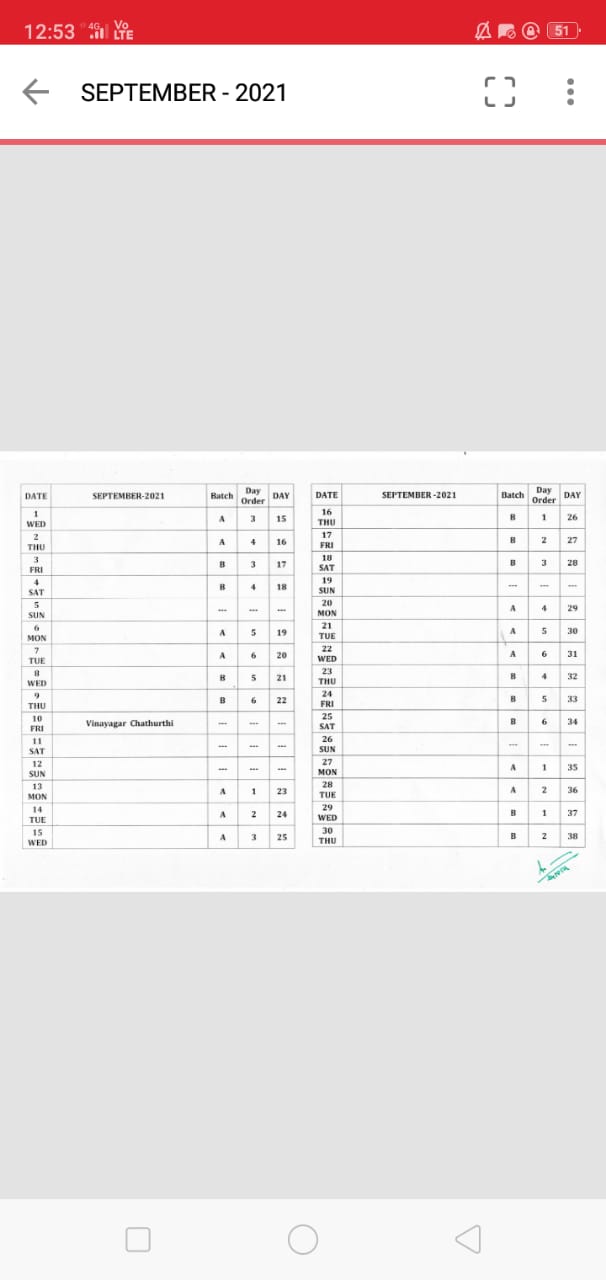 12:53 4G Vo LTE 51
SEPTEMBER - 2021
DATE SEPTEMBER-2021 Batch Day Order DAY
1 WED A 3 15
2 THU A 4 16
3 FRI B 3 17
4 SAT B 4 18
5 SUN --- --- ---
6 MON A 5 19
7 TUE A 6 20
8 WED B 5 21
9 THU B 6 22
10 FRI Vinayagar Chathurthi --- --- ---
11 SAT --- --- ---
12 SUN --- --- ---
13 MON A 1 23
14 TUE A 2 24
15 WED A 3 25
DATE SEPTEMBER-2021 Batch Day Order DAY
16 THU B 1 26
17 FRI B 2 27
18 SAT B 3 28
19 SUN --- --- ---
20 MON A 4 29
21 TUE A 5 30
22 WED A 6 31
23 THU B 4 32
24 FRI B 5 33
25 SAT B 6 34
26 SUN --- --- ---
27 MON A 1 35
28 TUE A 2 36
29 WED B 1 37
30 THU B 2 38